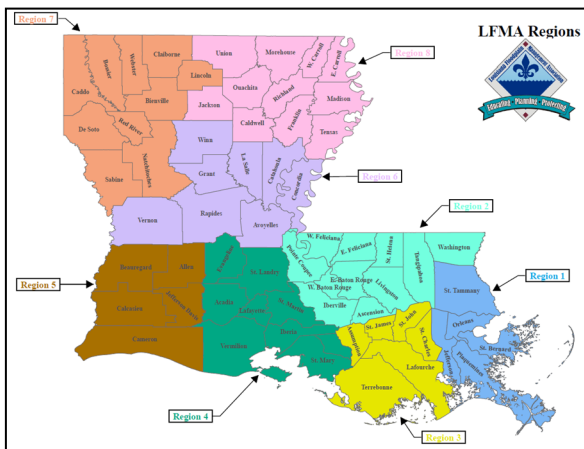 LFMA Regions
Louisiana Floodplain Management Association
Educating - Planning - Protecting
Region 7
Region 8
Region 6
Region 2
Region 1
Region 5
Region 4
Region 3
Caddo
Bossier
Webster
Claiborne
Lincoln
Bienville
De Soto
Red River
Sabine
Natchitoches
Union
Morehouse
W. Carroll
E. Carroll
Ouachita
Richland
Madison
Jackson
Caldwell
Franklin
Tensas
Winn
Grant
La Salle
Catahoula
Concordia
Vernon
Rapides
Avoyelles
W. Feliciana
E. Feliciana
St. Helena
Tangipahoa
Washington
Pointe Coupee
E. Baton Rouge
W. Baton Rouge
Livingston
Iberville
Ascension
St. Tammany
Orleans
St. Bernard
Jefferson
Plaquemines
Beauregard
Allen
Calcasieu
Jefferson Davis
Cameron
Evangeline
St. Landry
Acadia
Lafayette
St. Martin
Iberia
Vermilion
St. Mary
Assumption
St. James
St. John
St. Charles
Lafourche
Terrebonne